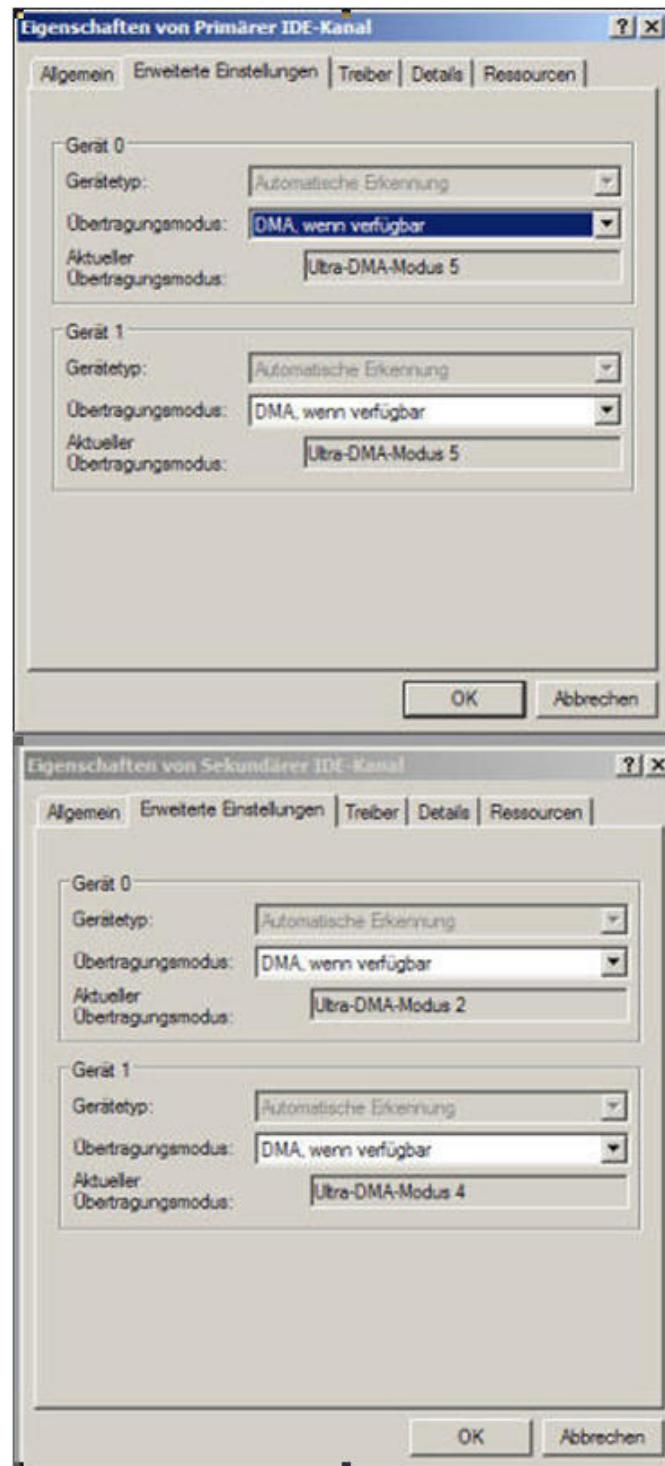 Eigenschaften von Primärer IDE-Kanal
Allgemein Erweiterte Einstellungen Treiber Details Ressourcen
Gerät 0
Gerätetyp: Automatische Erkennung
Übertragungsmodus: DMA, wenn verfügbar
Aktueller
Übertragungsmodus: Ultra-DMA-Modus 5
Gerät 1
Gerätetyp: Automatische Erkennung
Übertragungsmodus: DMA, wenn verfügbar
Aktueller
Übertragungsmodus: Ultra-DMA-Modus 5
OK Abbrechen
Eigenschaften von Sekundärer IDE-Kanal
Allgemein Erweiterte Einstellungen Treiber Details Ressourcen
Gerät 0
Gerätetyp: Automatische Erkennung
Übertragungsmodus: DMA, wenn verfügbar
Aktueller
Übertragungsmodus: Ultra-DMA-Modus 2
Gerät 1
Gerätetyp: Automatische Erkennung
Übertragungsmodus: DMA, wenn verfügbar
Aktueller
Übertragungsmodus: Ultra-DMA-Modus 4
OK Abbrechen